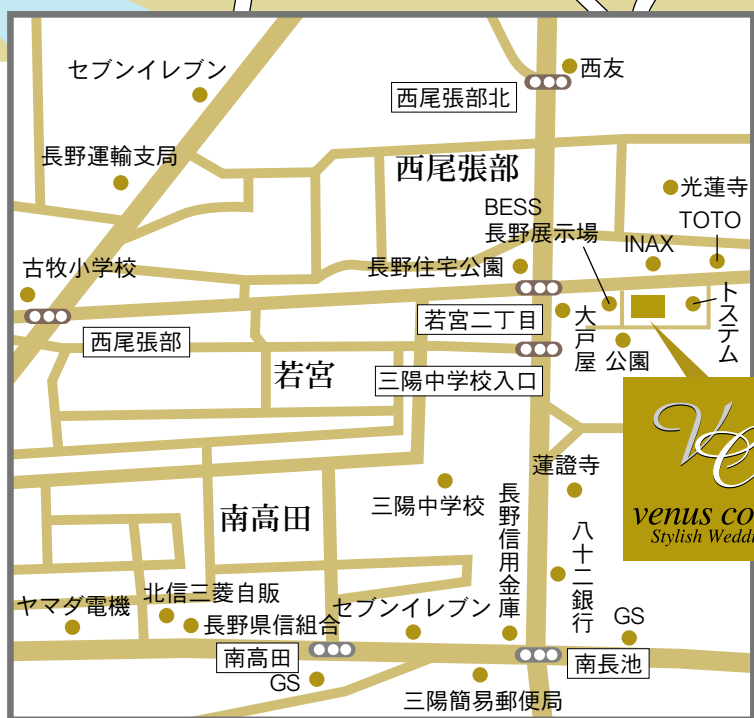 セブンイレブン
西友
西尾張部北
長野運輸支局
西尾張部
光蓮寺
BESS
長野展示場
TOTO
INAX
古牧小学校
長野住宅公園
若宮二丁目
大戸屋
公園
トステム
西尾張部
若宮
三陽中学校入口
venus co
Stylish Weddi
蓮證寺
三陽中学校
長野信用金庫
南高田
八十二銀行
ヤマダ電機
北信三菱自販
長野県信組合
セブンイレブン
GS
南高田
GS
南長池
三陽簡易郵便局